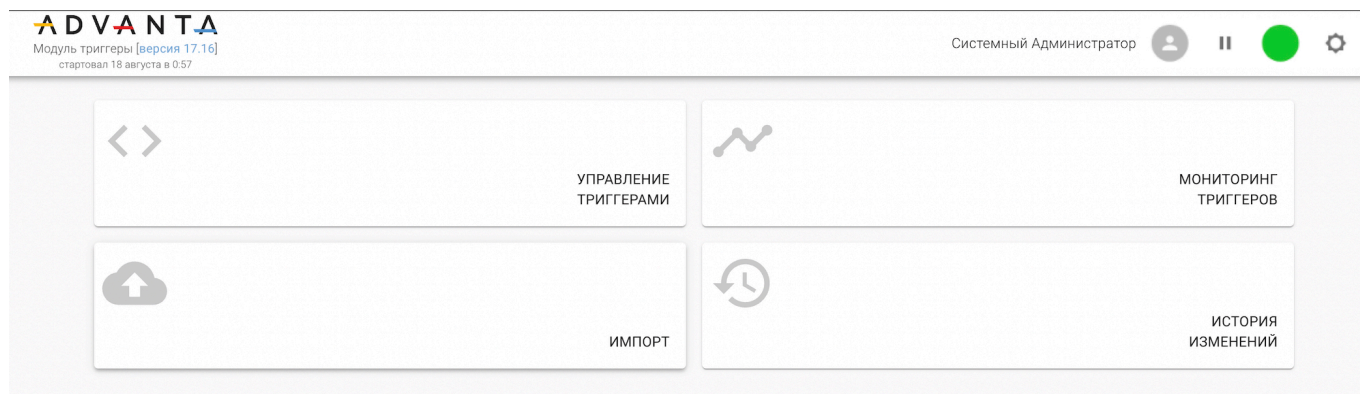 ADVANTA
Модуль триггеры [версия 17.16]
стартовал 18 августа в 0:57
Системный Администратор
УПРАВЛЕНИЕ
ТРИГГЕРАМИ
МОНИТОРИНГ
ТРИГГЕРОВ
ИМПОРТ
ИСТОРИЯ
ИЗМЕНЕНИЙ